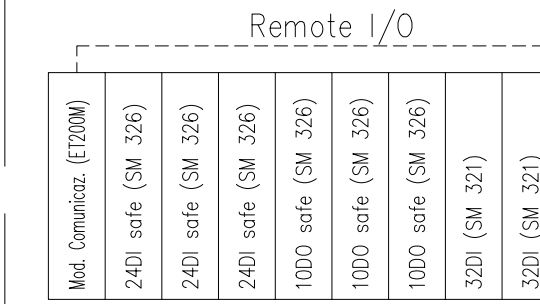 Remote I/O
Mod. Comunicaz. (ET200M)
24DI safe (SM 326)
24DI safe (SM 326)
24DI safe (SM 326)
10DO safe (SM 326)
10DO safe (SM 326)
10DO safe (SM 326)
32DI (SM 321)
32DI (SM 321)